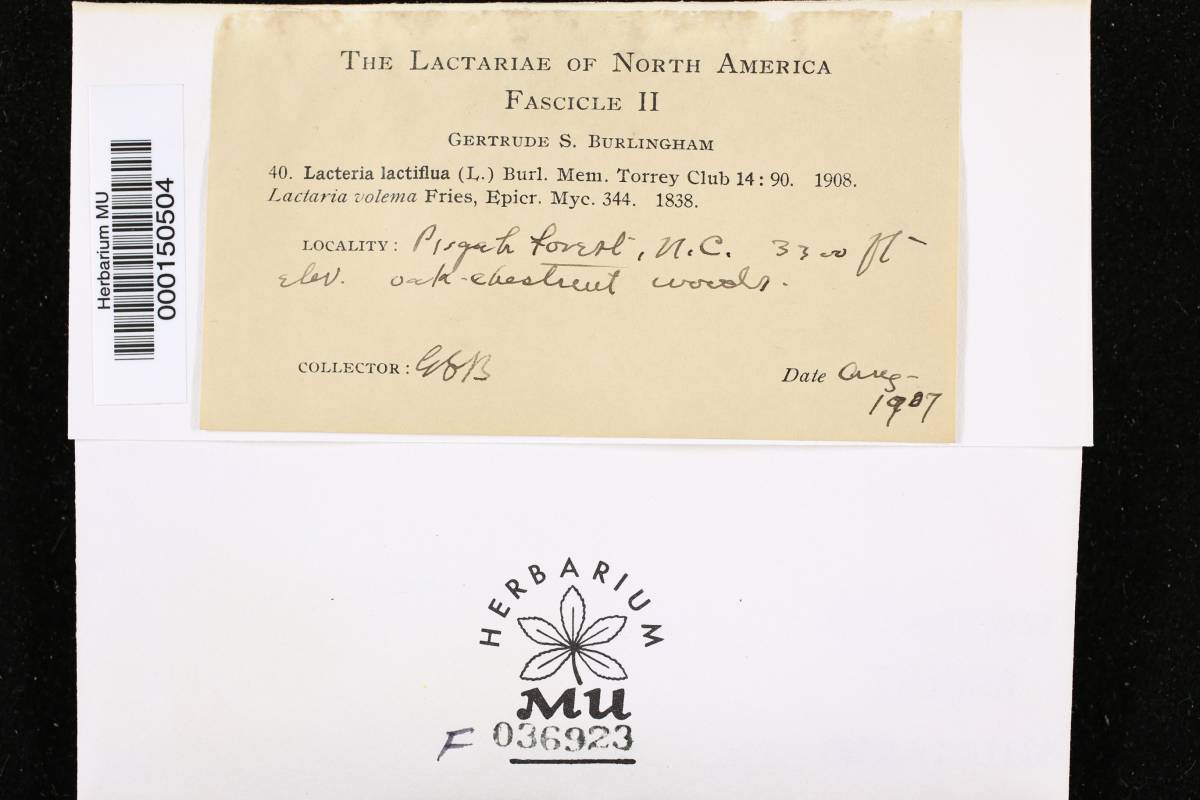 THE LACTARIAE OF NORTH AMERICA
FASCICLE II
GERTRUDE S. BURLINGHAM
40. Lacteria lactiflua (L.) Burl. Mem. Torrey Club 14: 90. 1908.
Lactaria volema Fries, Epicr. Myc. 344. 1838.
LOCALITY: Pisgah Forest, N.C. 3300 ft
elev. oak-chestnut woods.
COLLECTOR: GSB
Date Aug-
1907
Herbarium MU
000150504
HERBARIUM
MU
F 036923